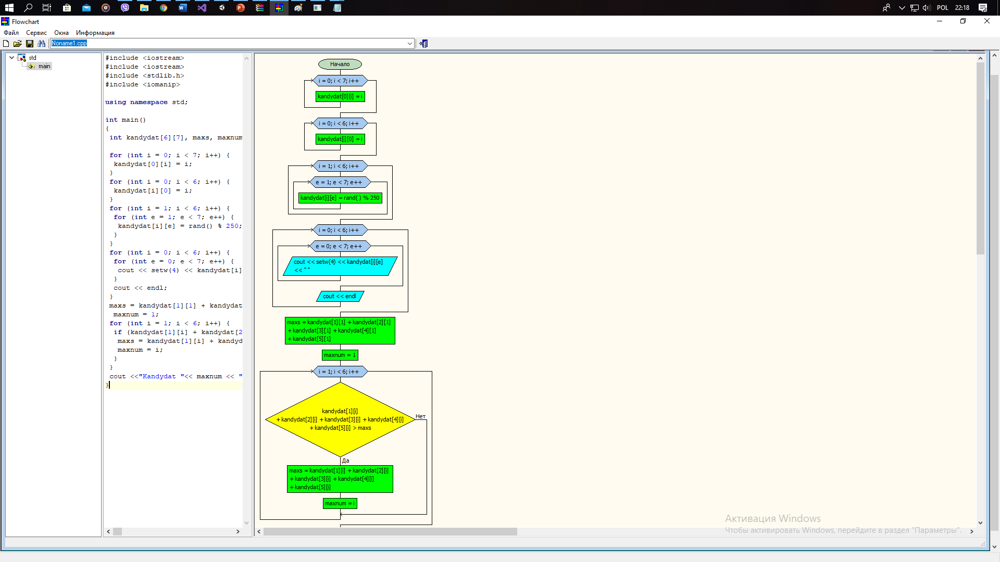 POL
22:18
Flowchart
Файл
Сервис
Окна
Информация
Noname1.cpp
std
main
#include <iostream>
#include <iostream>
#include <stdlib.h>
#include <iomanip>
using namespace std;
int main()
{
int kandydat[6][7], maxs, maxnum
for (int i = 0; i < 7; i++) {
kandydat[0][i] = i;
}
for (int i = 0; i < 6; i++) {
kandydat[i][0] = i;
}
for (int i = 1; i < 6; i++) {
for (int e = 1; e < 7; e++) {
kandydat[i][e] = rand() % 250;
}
}
for (int i = 0; i < 6; i++) {
for (int e = 0; e < 7; e++) {
cout << setw(4) << kandydat[i]
}
cout << endl;
}
maxs = kandydat[1][1] + kandydat
maxnum = 1;
for (int i = 1; i < 6; i++) {
if (kandydat[1][i] + kandydat[2
maxs = kandydat[1][i] + kandyd
maxnum = i;
}
}
cout <<"Kandydat "<< maxnum << "
}
Начало
i = 0; i < 7; i++
kandydat[0][i] = i
i = 0; i < 6; i++
kandydat[i][0] = i
i = 1; i < 6; i++
e = 1; e < 7; e++
kandydat[i][e] = rand( ) % 250
i = 0; i < 6; i++
e = 0; e < 7; e++
cout << setw(4) << kandydat[i][e]
<< " "
cout << endl
maxs = kandydat[1][1] + kandydat[2][1]
+ kandydat[3][1] + kandydat[4][1]
+ kandydat[5][1]
maxnum = 1
i = 1; i < 6; i++
kandydat[1][i]
+ kandydat[2][i] + kandydat[3][i] + kandydat[4][i]
+ kandydat[5][i] > maxs
Нет
Да
maxs = kandydat[1][i] + kandydat[2][i]
+ kandydat[3][i] + kandydat[4][i]
+ kandydat[5][i]
maxnum = i
Активация Windows
Чтобы активировать Windows, перейдите в раздел "Параметры".